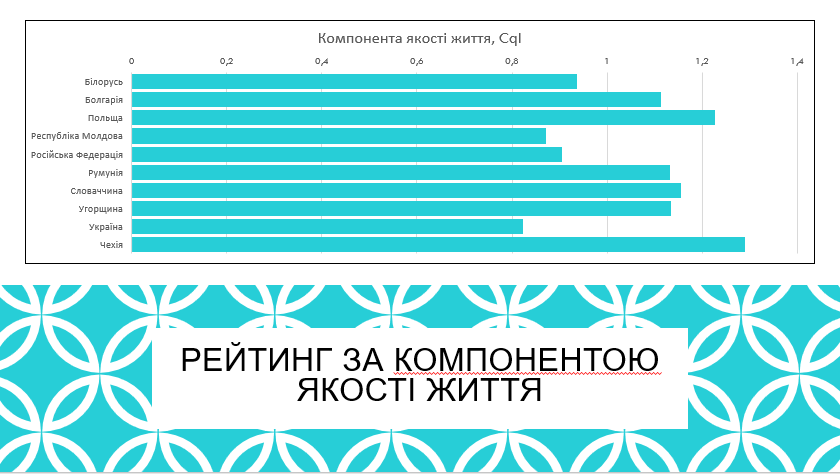 Компонента якості життя, CqI
0 0,2 0,4 0,6 0,8 1 1,2 1,4
Білорусь
Болгарія
Польща
Республіка Молдова
Російська Федерація
Румунія
Словаччина
Угорщина
Україна
Чехія
РЕЙТИНГ ЗА КОМПОНЕНТОЮ
ЯКОСТІ ЖИТТЯ